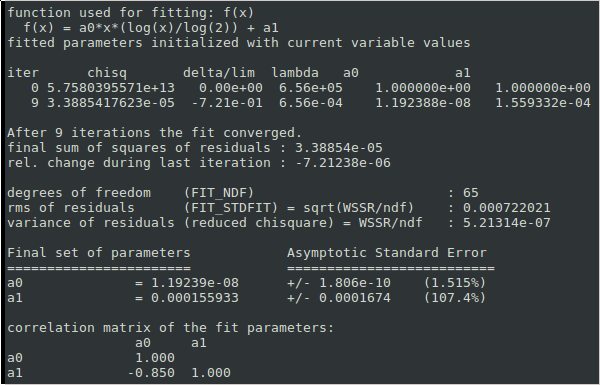 function used for fitting: f(x)
  f(x) = a0*x*(log(x)/log(2)) + a1
fitted parameters initialized with current variable values

iter      chisq       delta/lim  lambda   a0            a1
   0 5.7580395571e+13   0.00e+00  6.56e+05    1.000000e+00   1.000000e+00
   9 3.3885417623e-05  -7.21e-01  6.56e-04    1.192388e-08   1.559332e-04

After 9 iterations the fit converged.
final sum of squares of residuals : 3.38854e-05
rel. change during last iteration : -7.21238e-06

degrees of freedom    (FIT_NDF)                        : 65
rms of residuals      (FIT_STDFIT) = sqrt(WSSR/ndf)    : 0.000722021
variance of residuals (reduced chisquare) = WSSR/ndf   : 5.21314e-07

Final set of parameters            Asymptotic Standard Error
=======================            ==========================
a0              = 1.19239e-08      +/- 1.806e-10    (1.515%)
a1              = 0.000155933      +/- 0.0001674    (107.4%)

correlation matrix of the fit parameters:
                a0     a1
a0              1.000
a1             -0.850  1.000